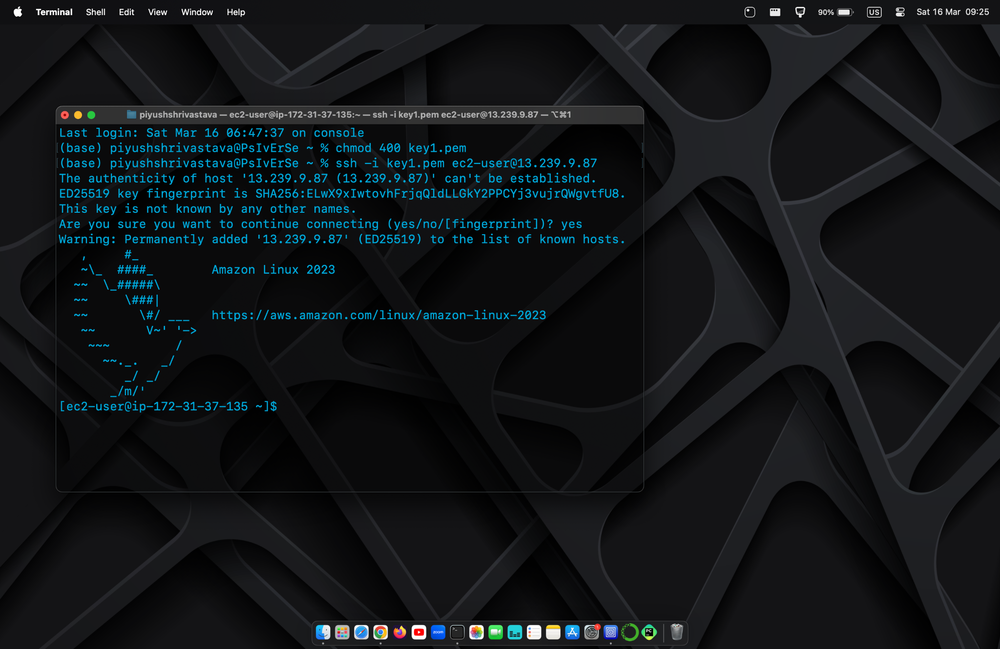 Terminal Shell Edit View Window Help 90% US Sat 16 Mar 09:25
piyushshrivastava — ec2-user@ip-172-31-37-135:~ — ssh -i key1.pem ec2-user@13.239.9.87 — ⌥⌘1
Last login: Sat Mar 16 06:47:37 on console
[(base) piyushshrivastava@PsIvErSe ~ % chmod 400 key1.pem ]
[(base) piyushshrivastava@PsIvErSe ~ % ssh -i key1.pem ec2-user@13.239.9.87 ]
The authenticity of host '13.239.9.87 (13.239.9.87)' can't be established.
ED25519 key fingerprint is SHA256:ELwX9xIwtovhFrjqQldLLGkY2PPCYj3vujrQWgvtfU8.
This key is not known by any other names.
Are you sure you want to continue connecting (yes/no/[fingerprint])? yes
Warning: Permanently added '13.239.9.87' (ED25519) to the list of known hosts.
   ,     #_
   ~\_  ####_        Amazon Linux 2023
  ~~  \_#####\
  ~~     \###|
  ~~       \#/ ___   https://aws.amazon.com/linux/amazon-linux-2023
   ~~       V~' '->
    ~~~         /
      ~~._.   _/
         _/ _/
       _/m/'
[ec2-user@ip-172-31-37-135 ~]$
zoom 1 PC